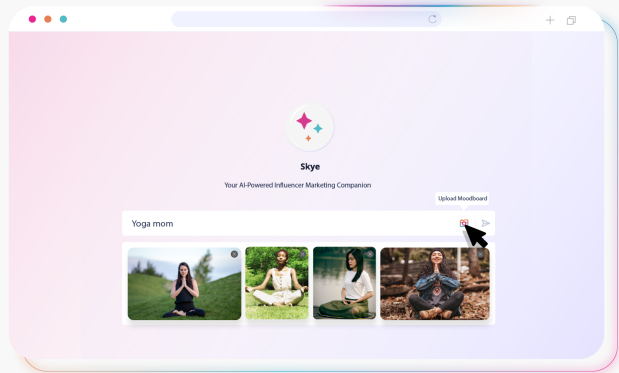 Skye
Your AI-Powered Influencer Marketing Companion
Upload Moodboard
Yoga mom